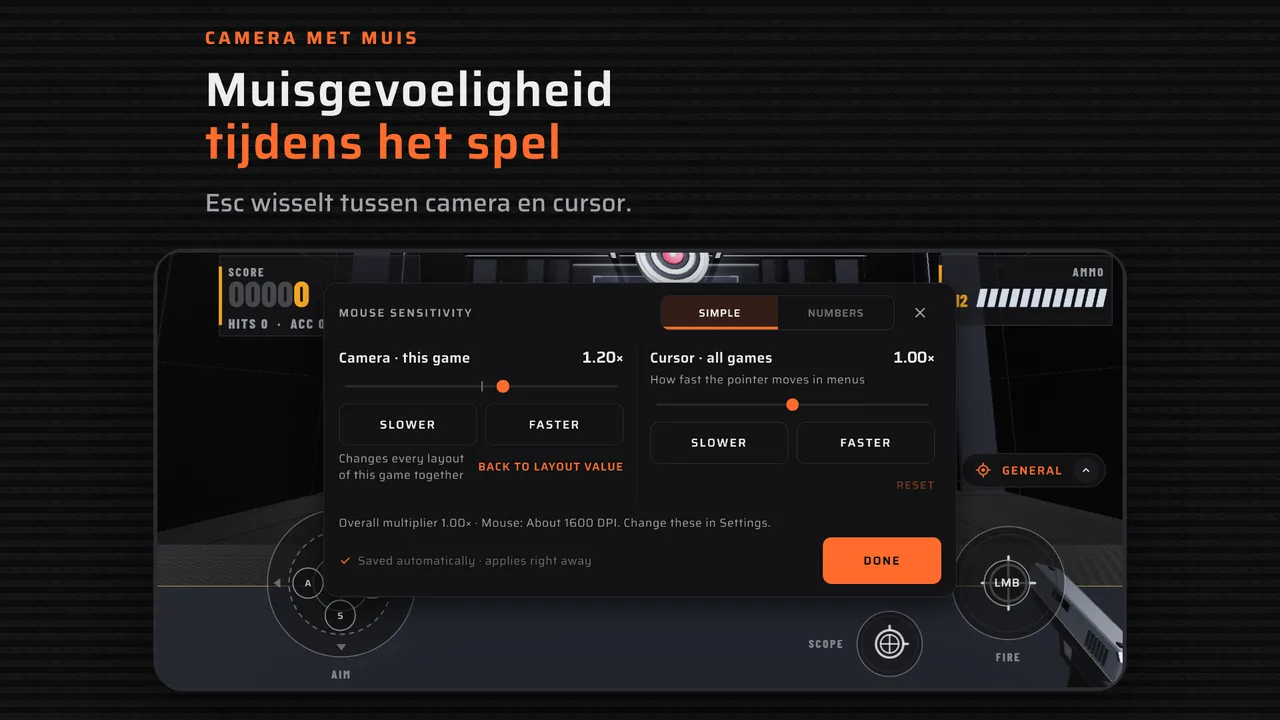 CAMERA MET MUIS
Muisgevoeligheid
tijdens het spel
Esc wisselt tussen camera en cursor.
SCORE
00000
HITS 0 · ACC 0
AMMO
12
MOUSE SENSITIVITY
SIMPLE
NUMBERS
Camera · this game
1.20×
SLOWER
FASTER
Changes every layout
of this game together
BACK TO LAYOUT VALUE
Cursor · all games
1.00×
How fast the pointer moves in menus
SLOWER
FASTER
RESET
Overall multiplier 1.00× · Mouse: About 1600 DPI. Change these in Settings.
Saved automatically · applies right away
DONE
GENERAL
A
S
AIM
SCOPE
LMB
FIRE